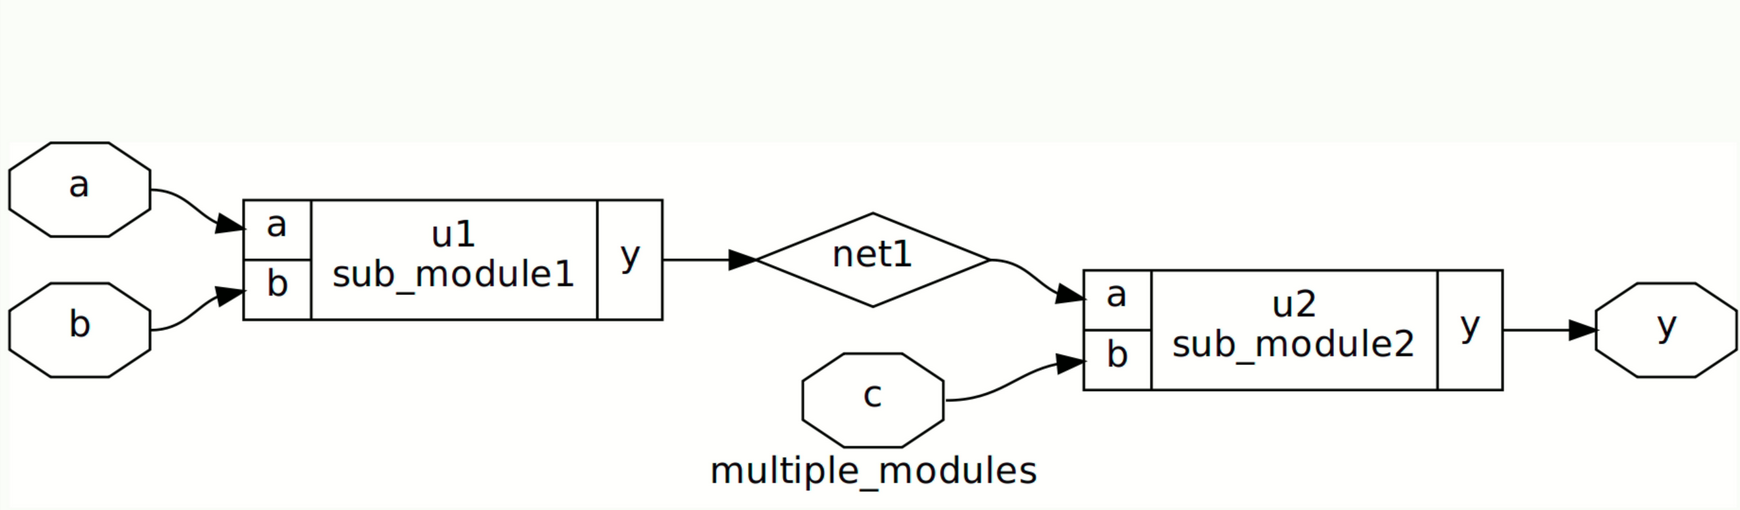 a
b
a
b
u1
sub_module1
y
net1
c
a
b
u2
sub_module2
y
y
multiple_modules